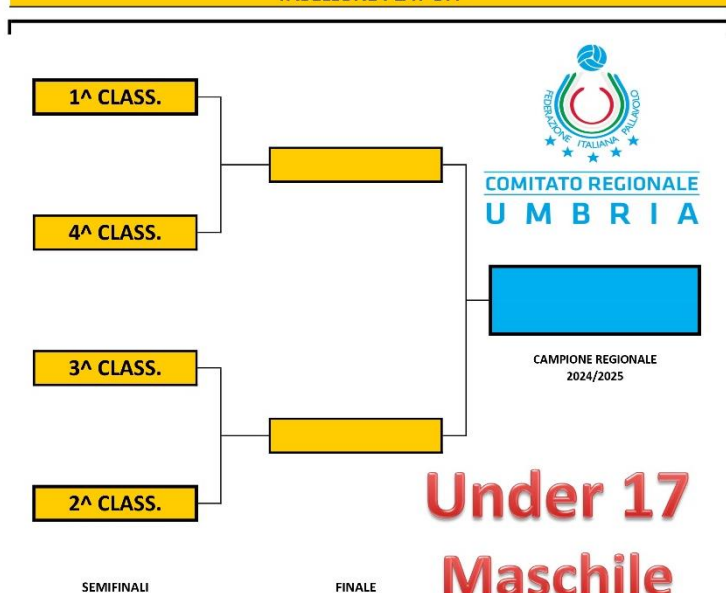 1^ CLASS.
4^ CLASS.
3^ CLASS.
2^ CLASS.
FEDERAZIONE ITALIANA PALLAVOLO
COMITATO REGIONALE
UMBRIA
CAMPIONE REGIONALE
2024/2025
Under 17
Maschile
SEMIFINALI
FINALE